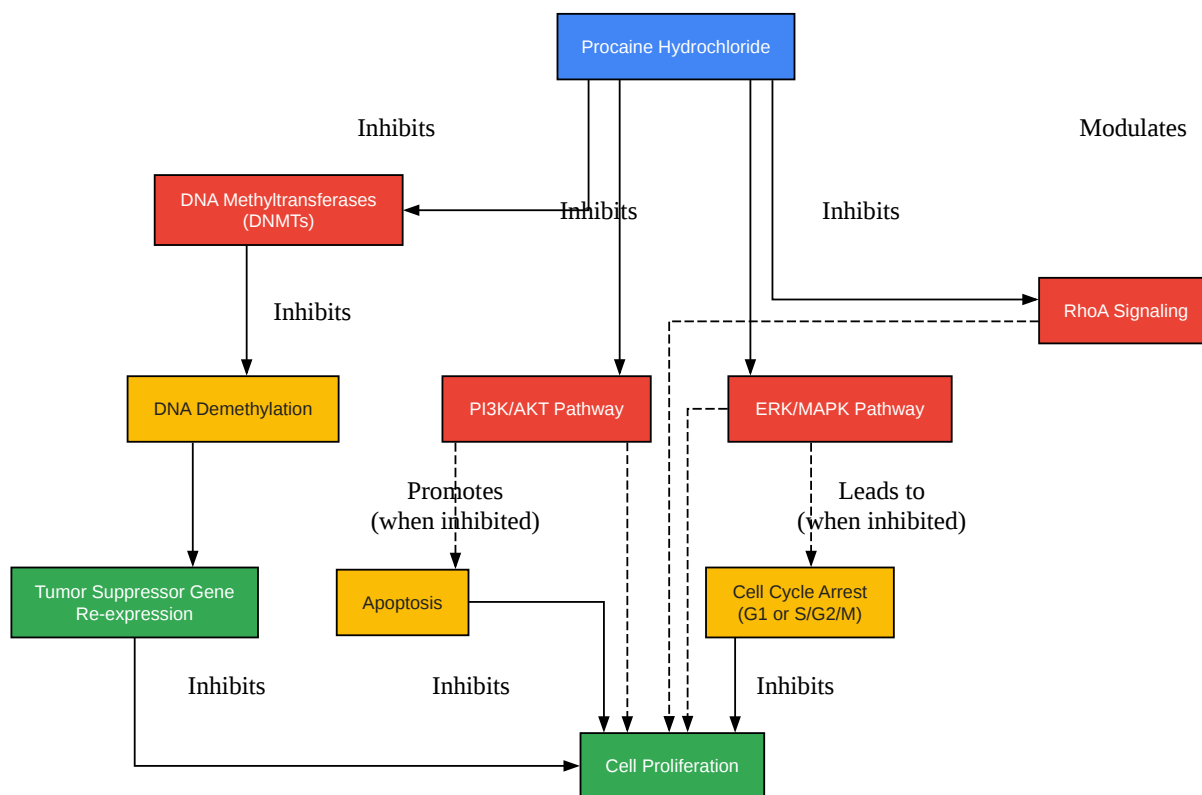 Procaine Hydrochloride
Inhibits
Modulates
DNA Methyltransferases
(DNMTs)
Inhibits
Inhibits
RhoA Signaling
Inhibits
DNA Demethylation
PI3K/AKT Pathway
ERK/MAPK Pathway
Promotes
(when inhibited)
Leads to
(when inhibited)
Tumor Suppressor Gene
Re-expression
Apoptosis
Cell Cycle Arrest
(G1 or S/G2/M)
Inhibits
Inhibits
Inhibits
Cell Proliferation